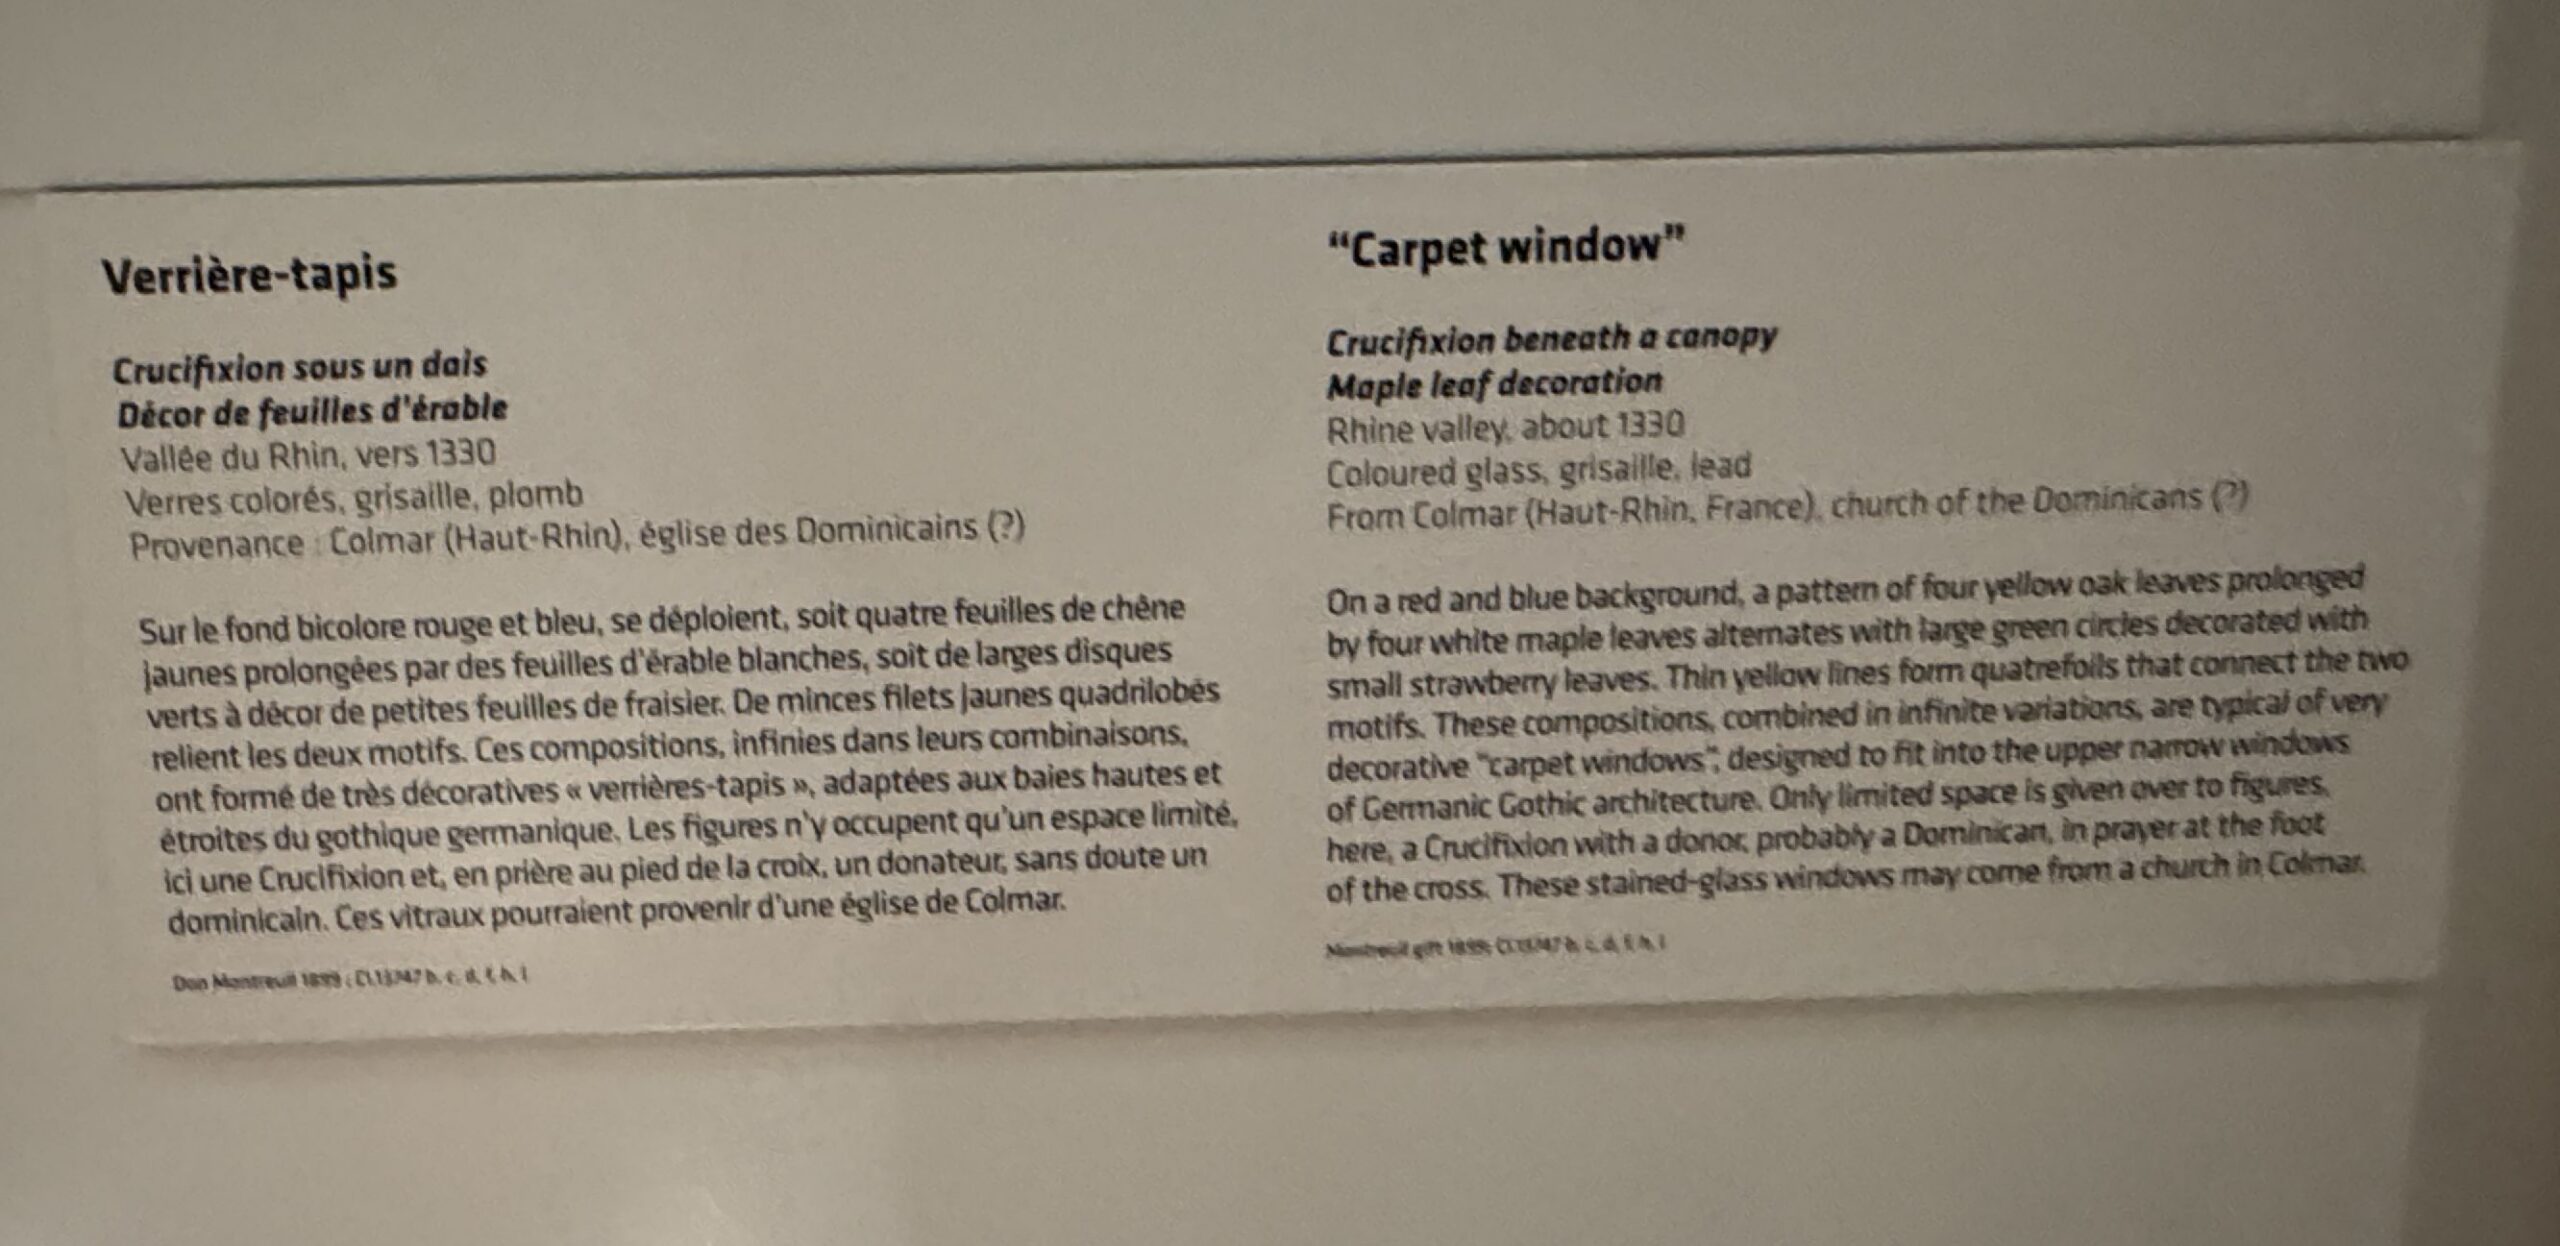 Verrière-tapis
Crucifixion sous un dais
Décor de feuilles d'érable
Vallée du Rhin, vers 1330
Verres colorés, grisaille, plomb
Provenance : Colmar (Haut-Rhin), église des Dominicains (?)
Sur le fond bicolore rouge et bleu, se déploient, soit quatre feuilles de chêne
jaunes prolongées par des feuilles d'érable blanches, soit de larges disques
verts à décor de petites feuilles de fraisier. De minces filets jaunes quadrilobés
relient les deux motifs. Ces compositions, infinies dans leurs combinaisons,
ont formé de très décoratives « verrières-tapis », adaptées aux baies hautes et
étroites du gothique germanique. Les figures n'y occupent qu'un espace limité,
ici une Crucifixion et, en prière au pied de la croix, un donateur, sans doute un
dominicain. Ces vitraux pourraient provenir d'une église de Colmar.
Don Montreuil 1899 ; Cl.13747 b, c, d, f, h, i
“Carpet window”
Crucifixion beneath a canopy
Maple leaf decoration
Rhine valley, about 1330
Coloured glass, grisaille, lead
From Colmar (Haut-Rhin, France), church of the Dominicans (?)
On a red and blue background, a pattern of four yellow oak leaves prolonged
by four white maple leaves alternates with large green circles decorated with
small strawberry leaves. Thin yellow lines form quatrefoils that connect the two
motifs. These compositions, combined in infinite variations, are typical of very
decorative “carpet windows”, designed to fit into the upper narrow windows
of Germanic Gothic architecture. Only limited space is given over to figures,
here, a Crucifixion with a donor, probably a Dominican, in prayer at the foot
of the cross. These stained-glass windows may come from a church in Colmar.
Montreuil gift 1899; Cl.13747 b, c, d, f, h, i